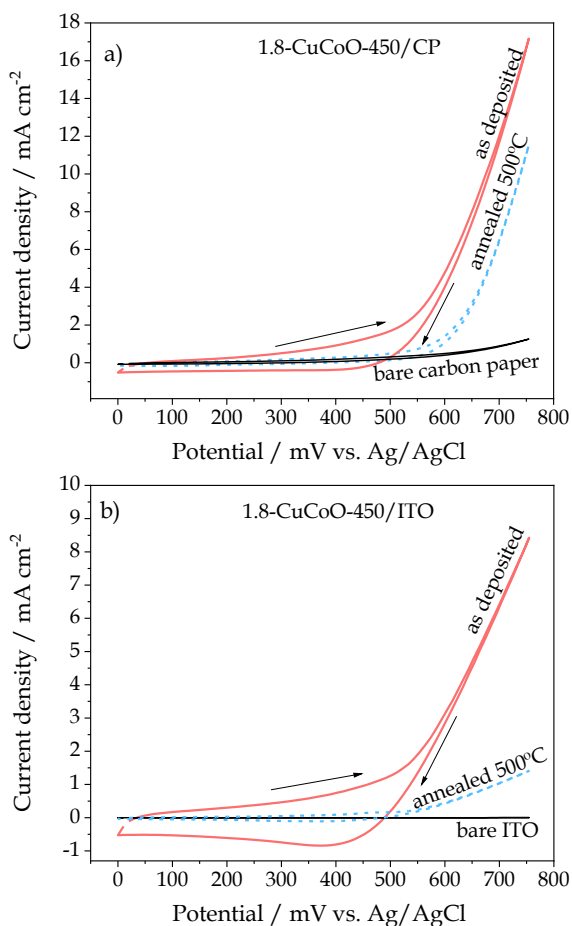 a)
1.8-CuCoO-450/CP
as deposited
annealed 500°C
bare carbon paper
18
16
14
12
10
8
6
4
2
0
Current density / mA cm⁻²
0 100 200 300 400 500 600 700 800
Potential / mV vs. Ag/AgCl
b)
1.8-CuCoO-450/ITO
as deposited
annealed 500°C
bare ITO
10
9
8
7
6
5
4
3
2
1
0
-1
Current density / mA cm⁻²
0 100 200 300 400 500 600 700 800
Potential / mV vs. Ag/AgCl